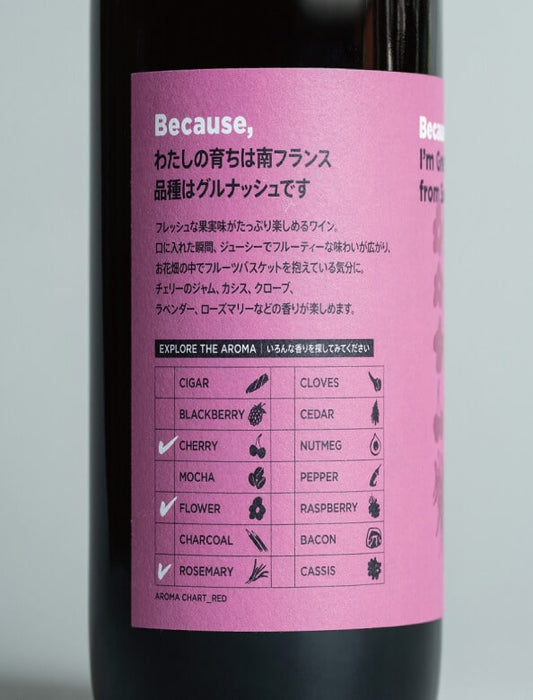 Because,
わたしの育ちは南フランス
品種はグルナッシュです
フレッシュな果実味がたっぷり楽しめるワイン。
口に入れた瞬間、ジューシーでフルーティーな味わいが広がり、
お花畑の中でフルーツバスケットを抱えている気分に。
チェリーのジャム、カシス、クローブ、
ラベンダー、ローズマリーなどの香りが楽しめます。
EXPLORE THE AROMA | いろんな香りを探してみてください
CIGAR CLOVES
BLACKBERRY CEDAR
CHERRY NUTMEG
MOCHA PEPPER
FLOWER RASPBERRY
CHARCOAL BACON
ROSEMARY CASSIS
AROMA CHART_RED
I'm
from